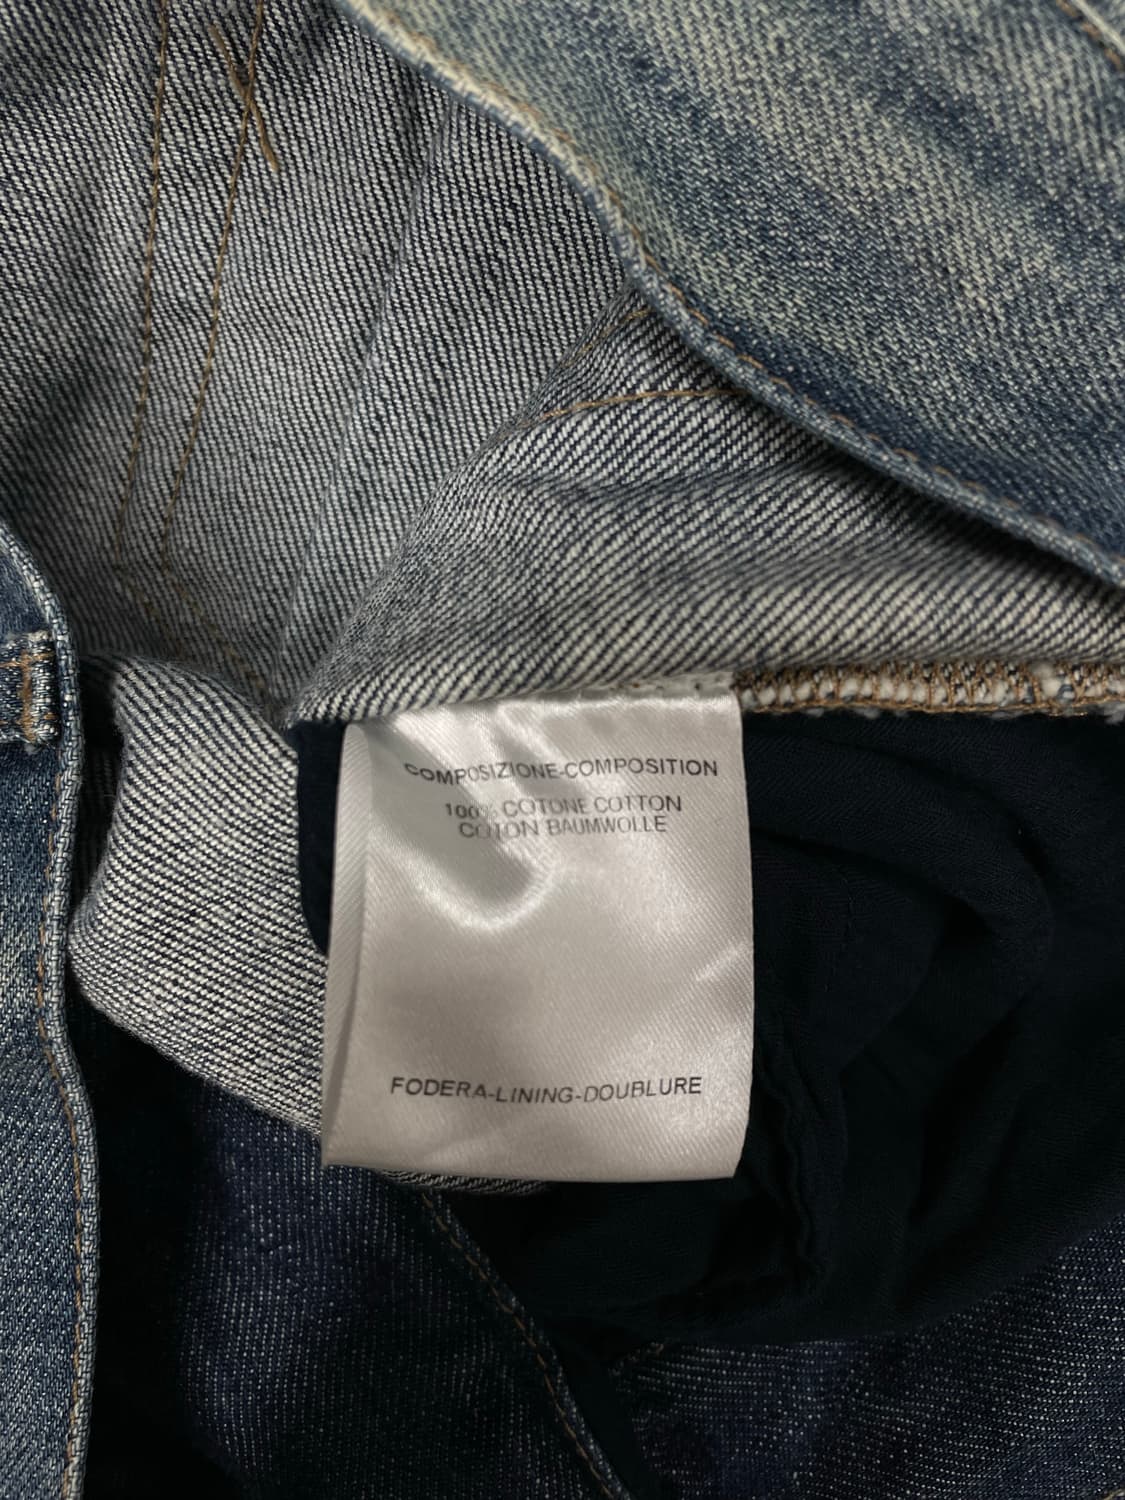 COMPOSIZIONE-COMPOSITION
100% COTONE COTTON
COTON BAUMWOLLE
FODERA-LINING-DOUBLURE